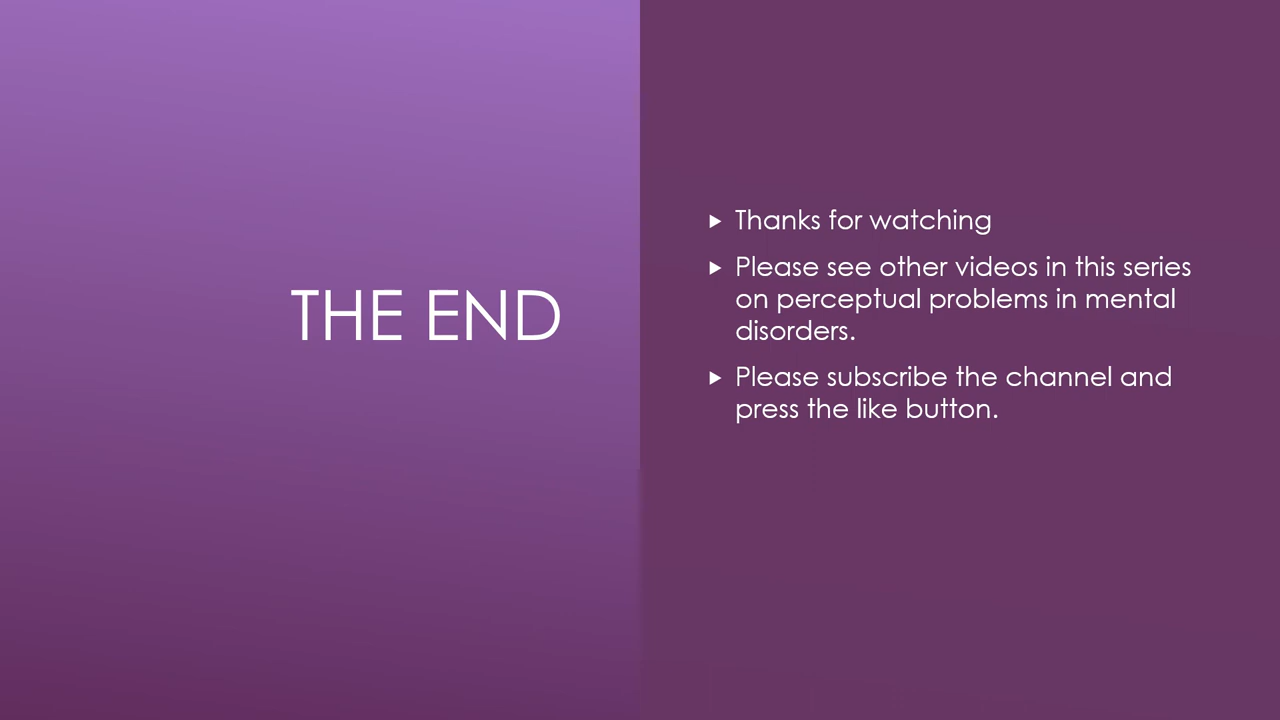 THE END
Thanks for watching
Please see other videos in this series
on perceptual problems in mental
disorders.
Please subscribe the channel and
press the like button.